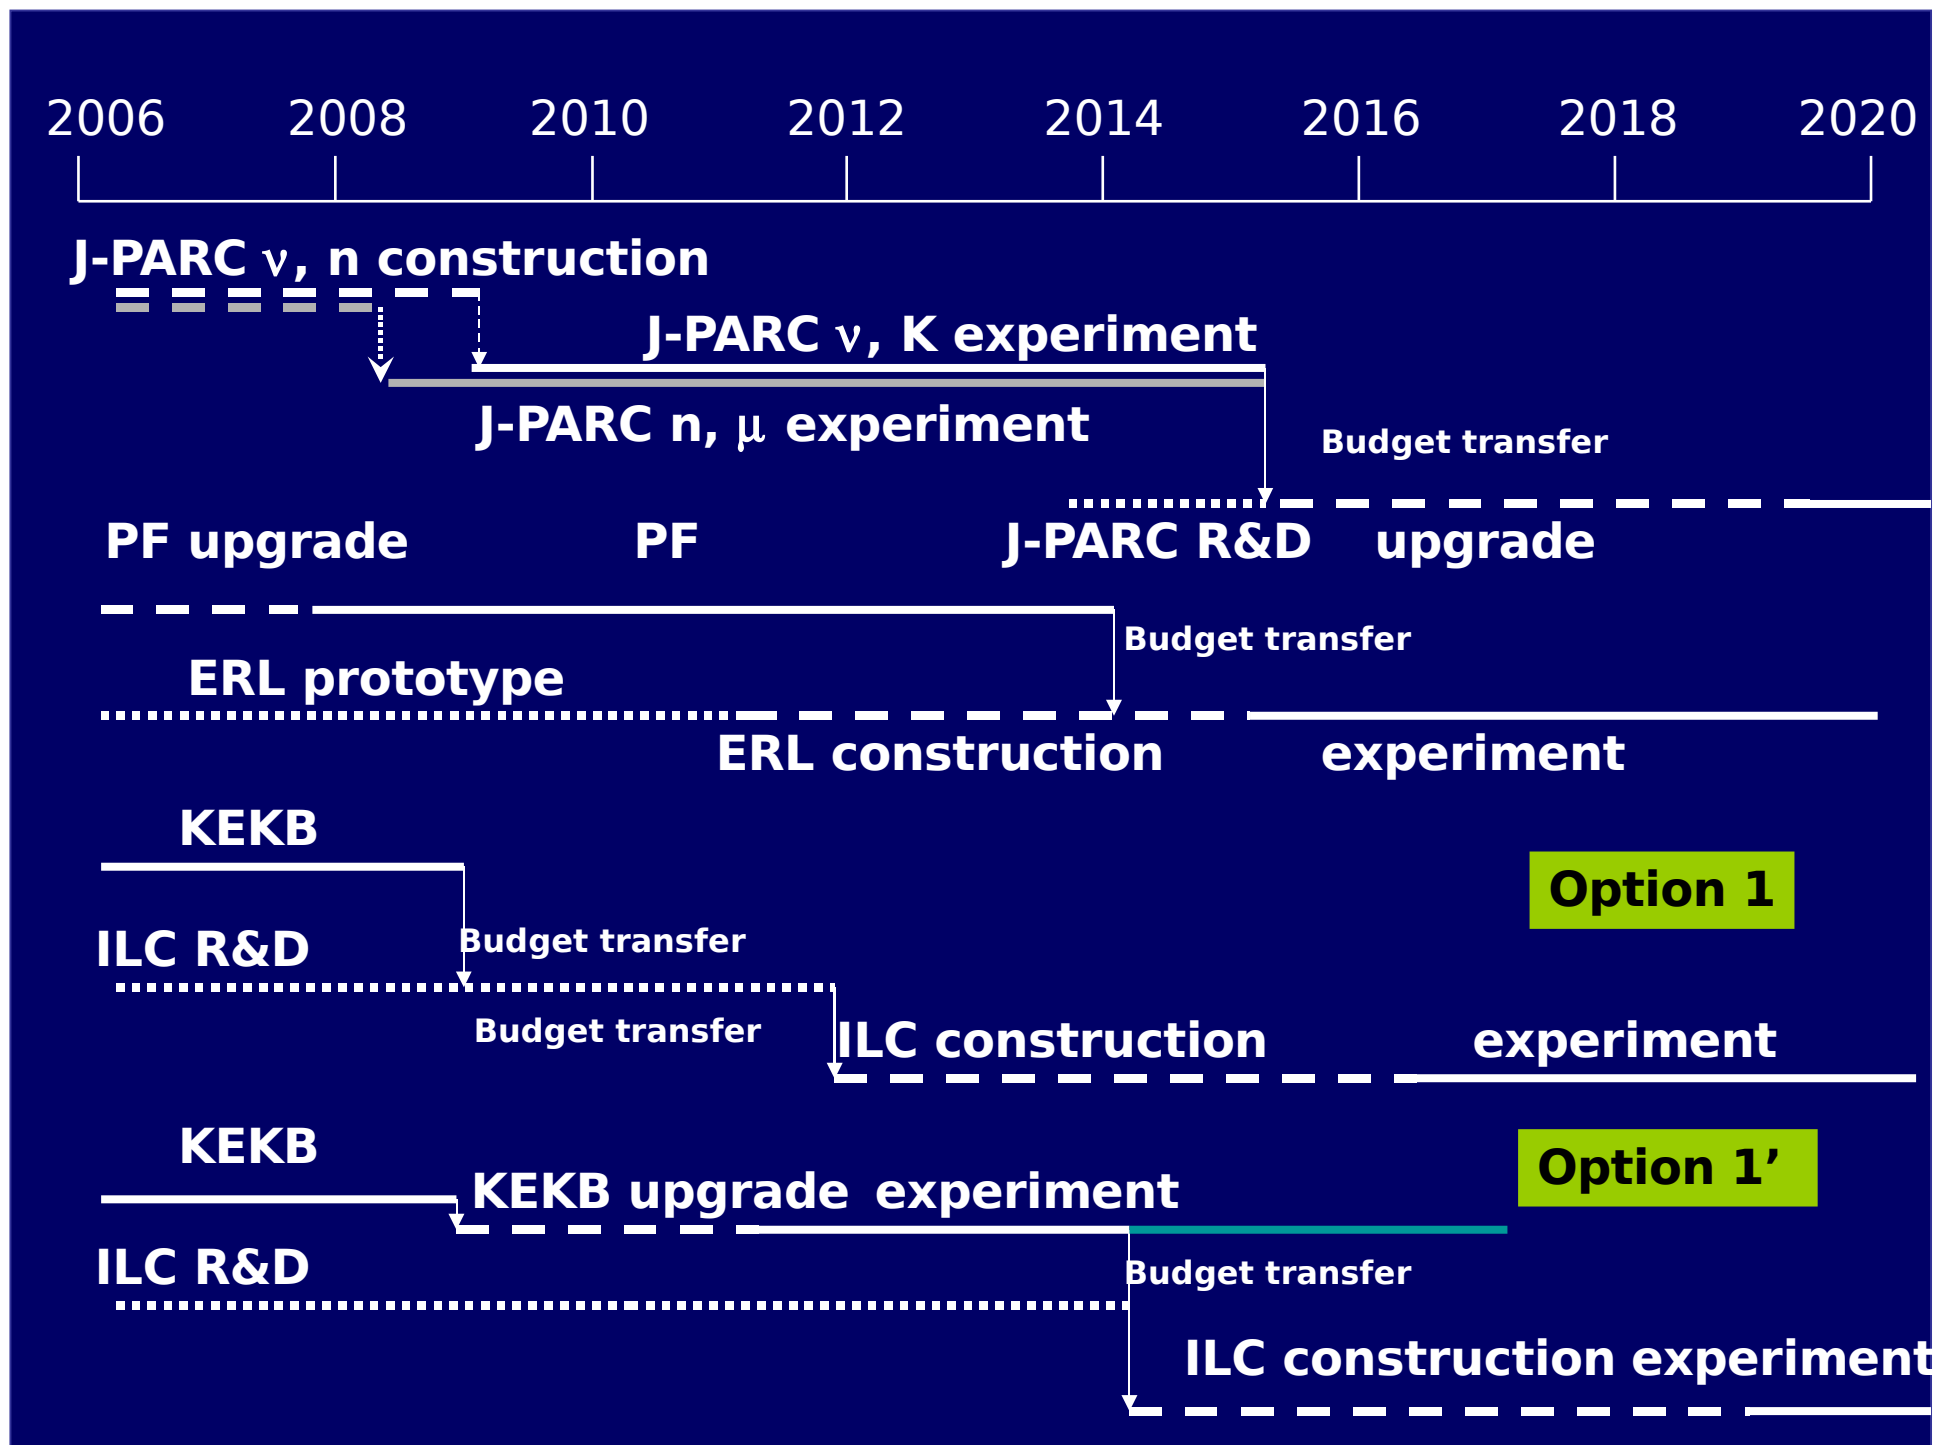 2006 2008 2010 2012 2014 2016 2018 2020
J-PARC ν, n construction
J-PARC ν, K experiment
J-PARC n, μ experiment
Budget transfer
PF upgrade PF J-PARC R&D upgrade
Budget transfer
ERL prototype
ERL construction experiment
KEKB
Option 1
ILC R&D Budget transfer
Budget transfer ILC construction experiment
KEKB
Option 1’
KEKB upgrade experiment
ILC R&D Budget transfer
ILC construction experiment